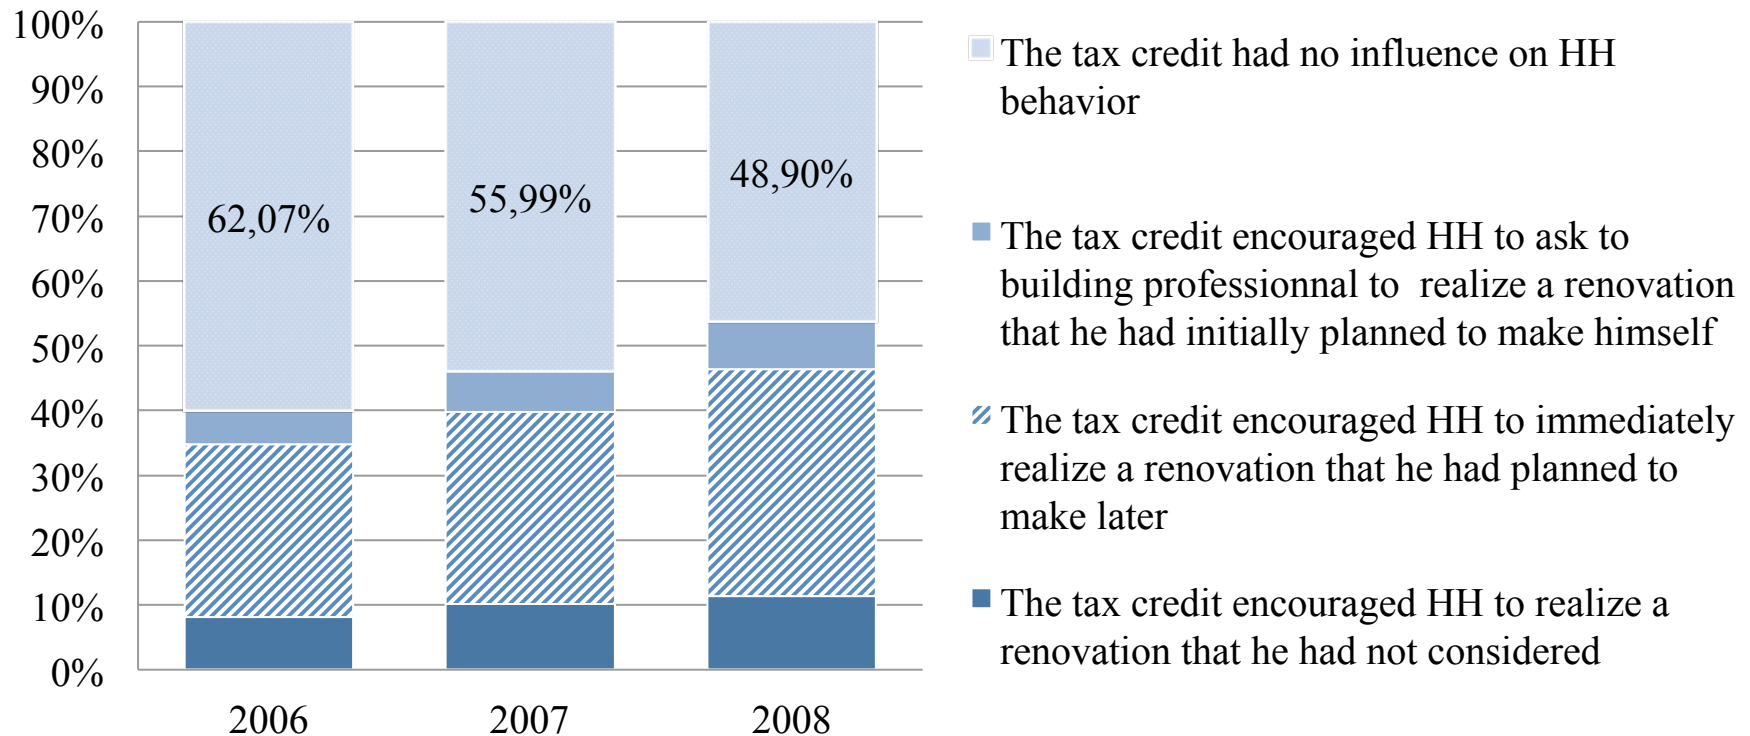 100%
90%
80%
70%
60%
50%
40%
30%
20%
10%
0%
62,07%
55,99%
48,90%
2006
2007
2008
The tax credit had no influence on HH
behavior
The tax credit encouraged HH to ask to
building professionnal to  realize a renovation
that he had initially planned to make himself
The tax credit encouraged HH to immediately
realize a renovation that he had planned to
make later
The tax credit encouraged HH to realize a
renovation that he had not considered